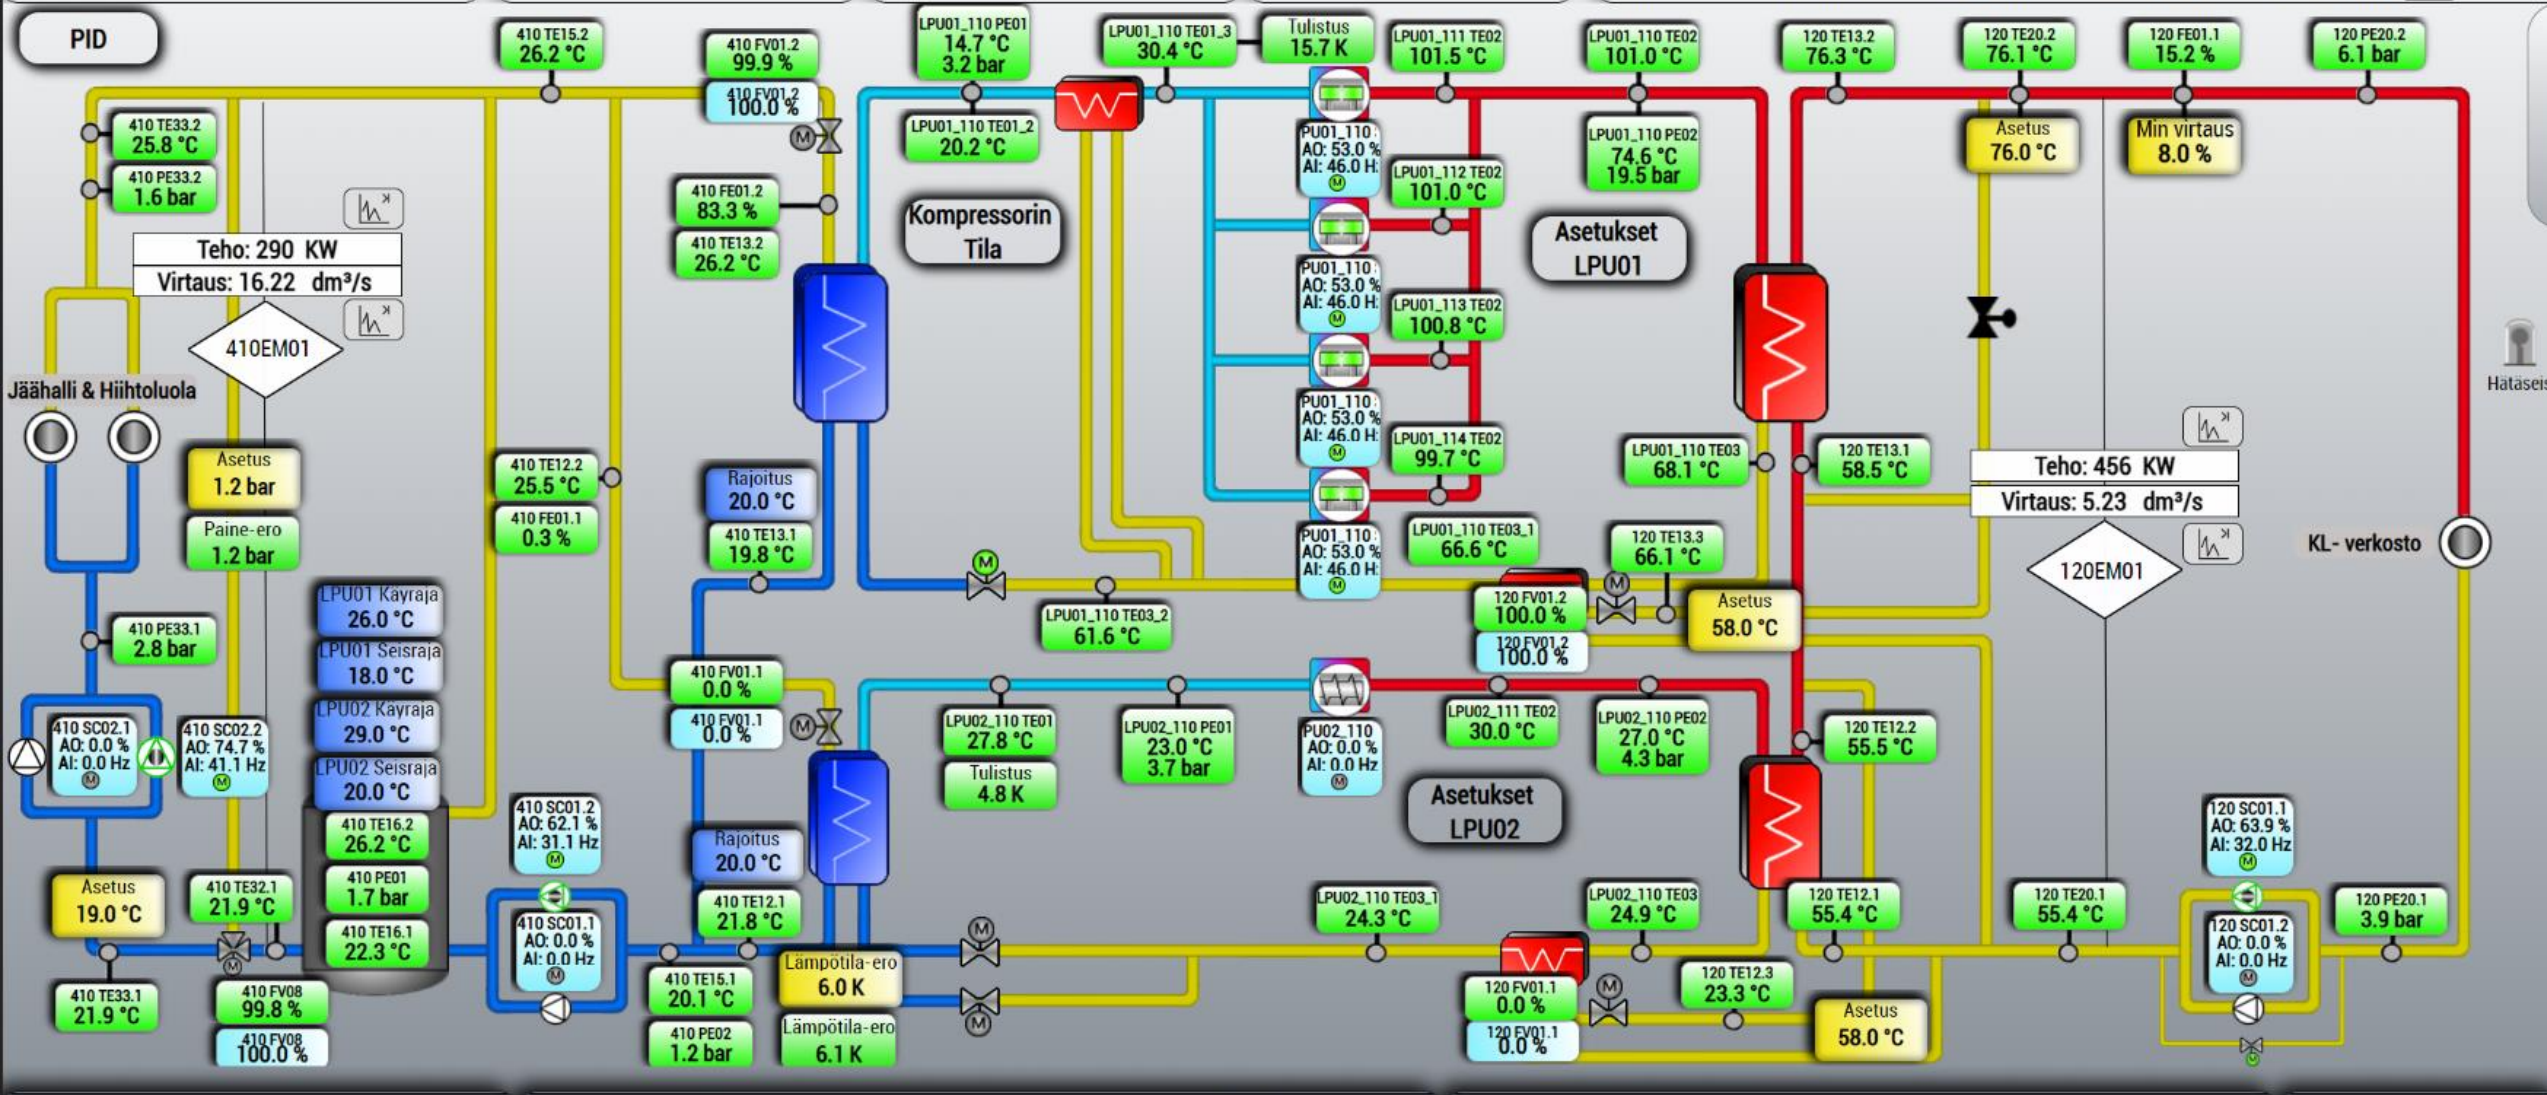 PID
410 TE15.2
26.2 °C
410 FV01.2
99.9 %
410 FV01.2
100.0 %
LPU01_110 PE01
14.7 °C
3.2 bar
LPU01_110 TE01_2
20.2 °C
LPU01_110 TE01_3
30.4 °C
Tulistus
15.7 K
LPU01_111 TE02
101.5 °C
LPU01_110 TE02
101.0 °C
LPU01_110 PE02
74.6 °C
19.5 bar
120 TE13.2
76.3 °C
120 TE20.2
76.1 °C
Asetus
76.0 °C
120 FE01.1
15.2 %
Min virtaus
8.0 %
120 PE20.2
6.1 bar
410 TE33.2
25.8 °C
410 PE33.2
1.6 bar
Teho: 290 KW
Virtaus: 16.22 dm³/s
410EM01
410 FE01.2
83.3 %
410 TE13.2
26.2 °C
Kompressorin
Tila
PU01_110
AO: 53.0 %
AI: 46.0 H
M
LPU01_112 TE02
101.0 °C
PU01_110
AO: 53.0 %
AI: 46.0 H
M
LPU01_113 TE02
100.8 °C
PU01_110
AO: 53.0 %
AI: 46.0 H
M
LPU01_114 TE02
99.7 °C
PU01_110
AO: 53.0 %
AI: 46.0 H
M
Asetukset
LPU01
Hätäseis
Jäähalli & Hiihtoluola
Asetus
1.2 bar
Paine-ero
1.2 bar
410 TE12.2
25.5 °C
410 FE01.1
0.3 %
Rajoitus
20.0 °C
410 TE13.1
19.8 °C
LPU01_110 TE03
68.1 °C
120 TE13.1
58.5 °C
LPU01_110 TE03_1
66.6 °C
120 TE13.3
66.1 °C
Teho: 456 KW
Virtaus: 5.23 dm³/s
120EM01
KL- verkosto
LPU01_110 TE03_2
61.6 °C
120 FV01.2
100.0 %
120 FV01.2
100.0 %
Asetus
58.0 °C
LPU01 Käyräja
26.0 °C
LPU01 Seisraja
18.0 °C
LPU02 Käyräja
29.0 °C
LPU02 Seisraja
20.0 °C
410 PE33.1
2.8 bar
410 SC02.1
AO: 0.0 %
AI: 0.0 Hz
M
410 SC02.2
AO: 74.7 %
AI: 41.1 Hz
M
410 FV01.1
0.0 %
410 FV01.1
0.0 %
LPU02_110 TE01
27.8 °C
Tulistus
4.8 K
LPU02_110 PE01
23.0 °C
3.7 bar
PU02_110
AO: 0.0 %
AI: 0.0 Hz
M
LPU02_111 TE02
30.0 °C
LPU02_110 PE02
27.0 °C
4.3 bar
120 TE12.2
55.5 °C
Asetukset
LPU02
410 TE16.2
26.2 °C
410 PE01
1.7 bar
410 TE16.1
22.3 °C
410 SC01.2
AO: 62.1 %
AI: 31.1 Hz
M
410 SC01.1
AO: 0.0 %
AI: 0.0 Hz
M
Rajoitus
20.0 °C
410 TE12.1
21.8 °C
120 SC01.1
AO: 63.9 %
AI: 32.0 Hz
M
120 SC01.2
AO: 0.0 %
AI: 0.0 Hz
M
Asetus
19.0 °C
410 TE32.1
21.9 °C
LPU02_110 TE03_1
24.3 °C
LPU02_110 TE03
24.9 °C
120 TE12.1
55.4 °C
120 TE20.1
55.4 °C
120 PE20.1
3.9 bar
410 TE33.1
21.9 °C
410 FV08
99.8 %
410 FV08
100.0 %
410 TE15.1
20.1 °C
410 PE02
1.2 bar
Lämpötila-ero
6.0 K
Lämpötila-ero
6.1 K
120 FV01.1
0.0 %
120 FV01.1
0.0 %
120 TE12.3
23.3 °C
Asetus
58.0 °C